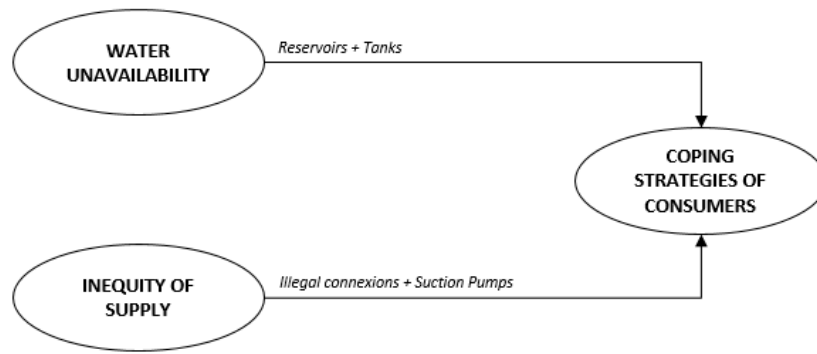 WATER
UNAVAILABILITY
Reservoirs + Tanks
COPING
STRATEGIES OF
CONSUMERS
INEQUITY OF
SUPPLY
Illegal connexions + Suction Pumps